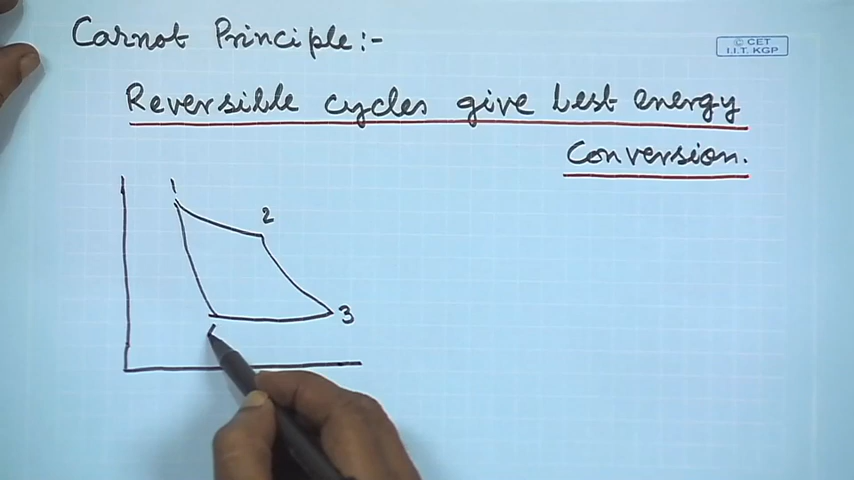 Carnot Principle:-
© CET
I.I.T. KGP
Reversible cycles give best energy
Conversion.
1
2
3